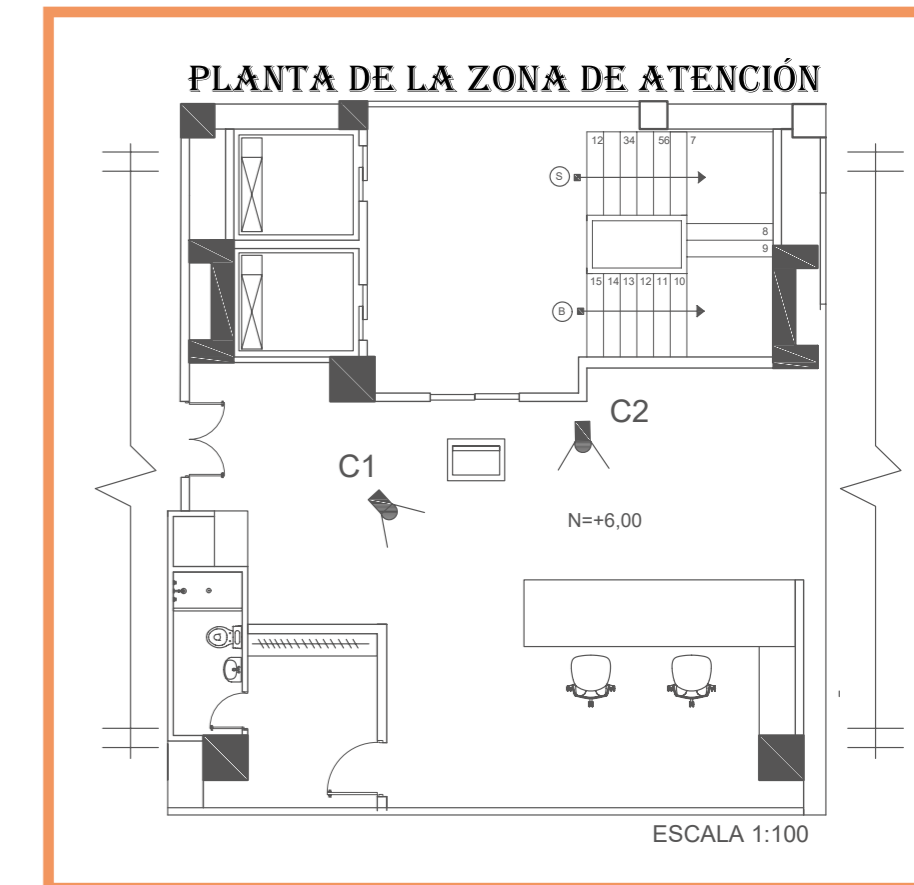 PLANTA DE LA ZONA DE ATENCIÓN
12 34 56 7
S
8
9
15 14 13 12 11 10
B
C2
C1
N=+6,00
ESCALA 1:100